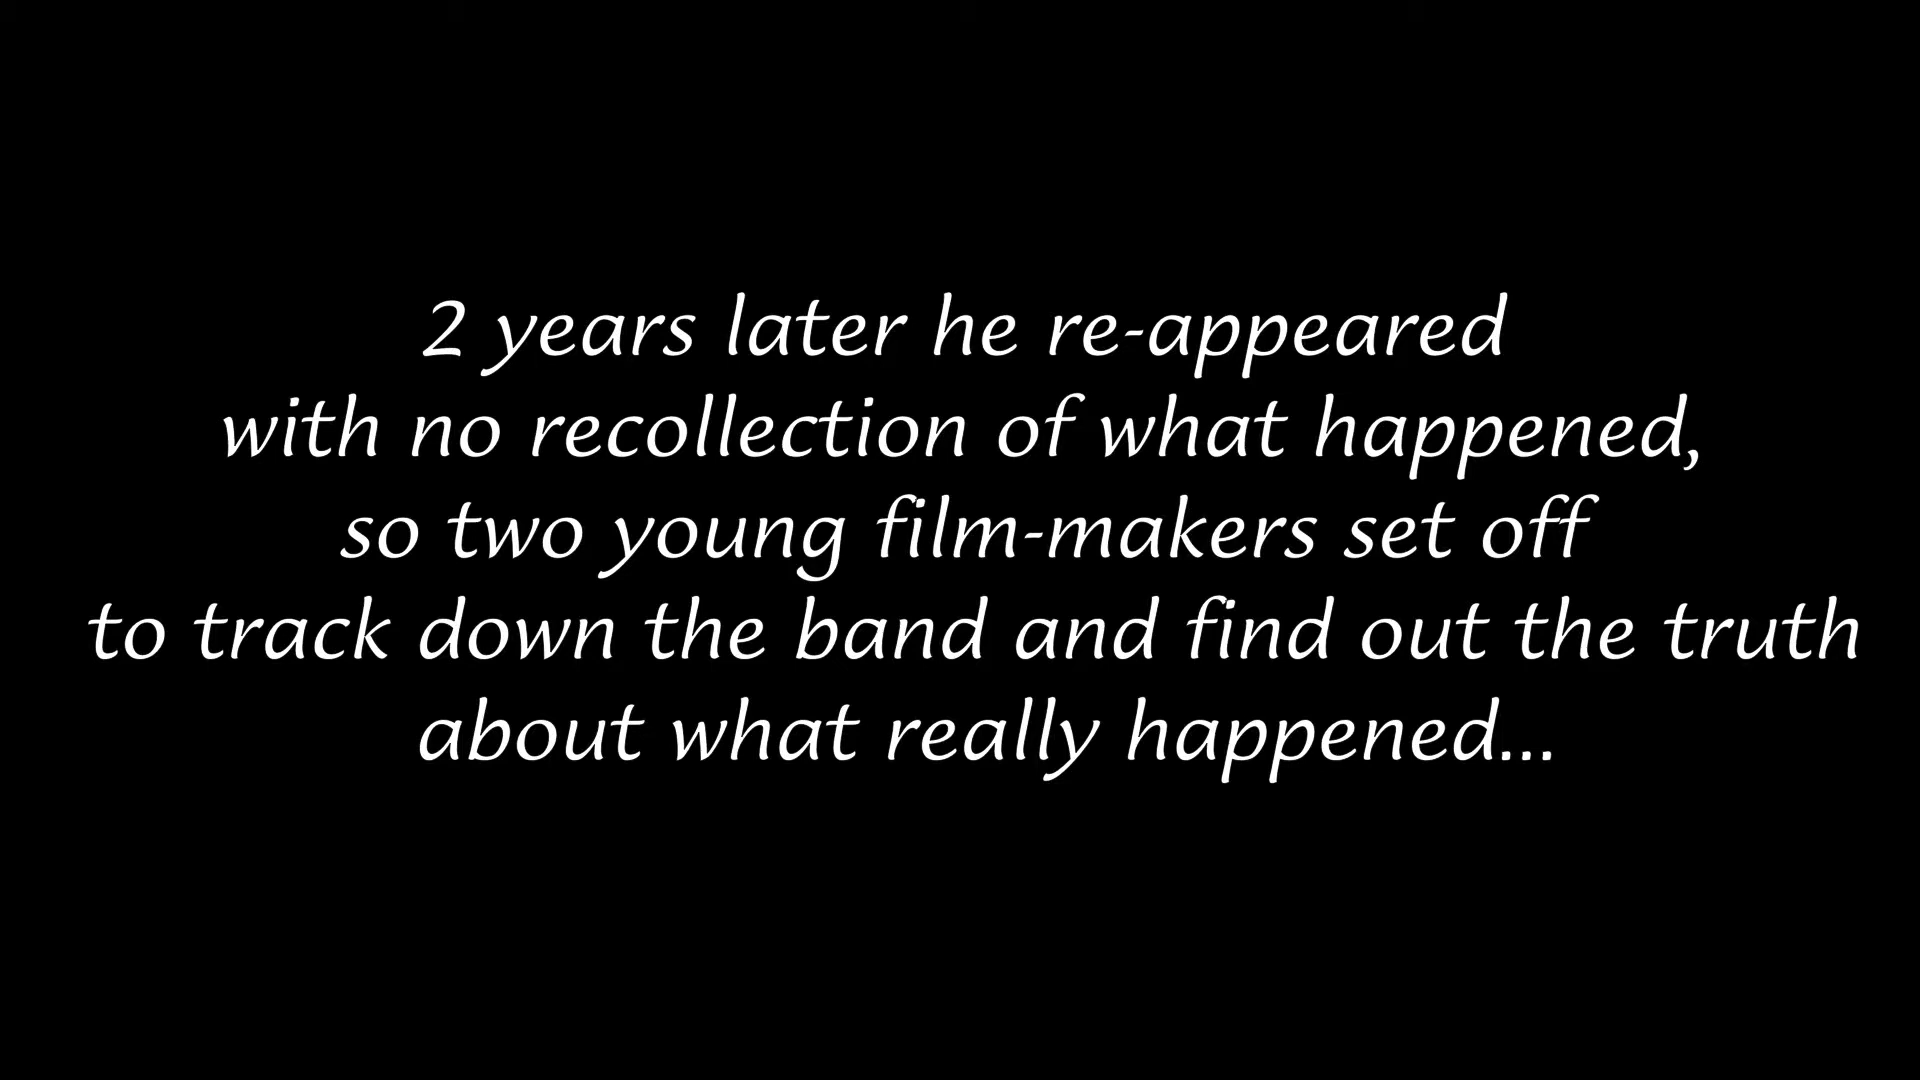 2 years later he re-appeared
with no recollection of what happened,
so two young film-makers set off
to track down the band and find out the truth
about what really happened...